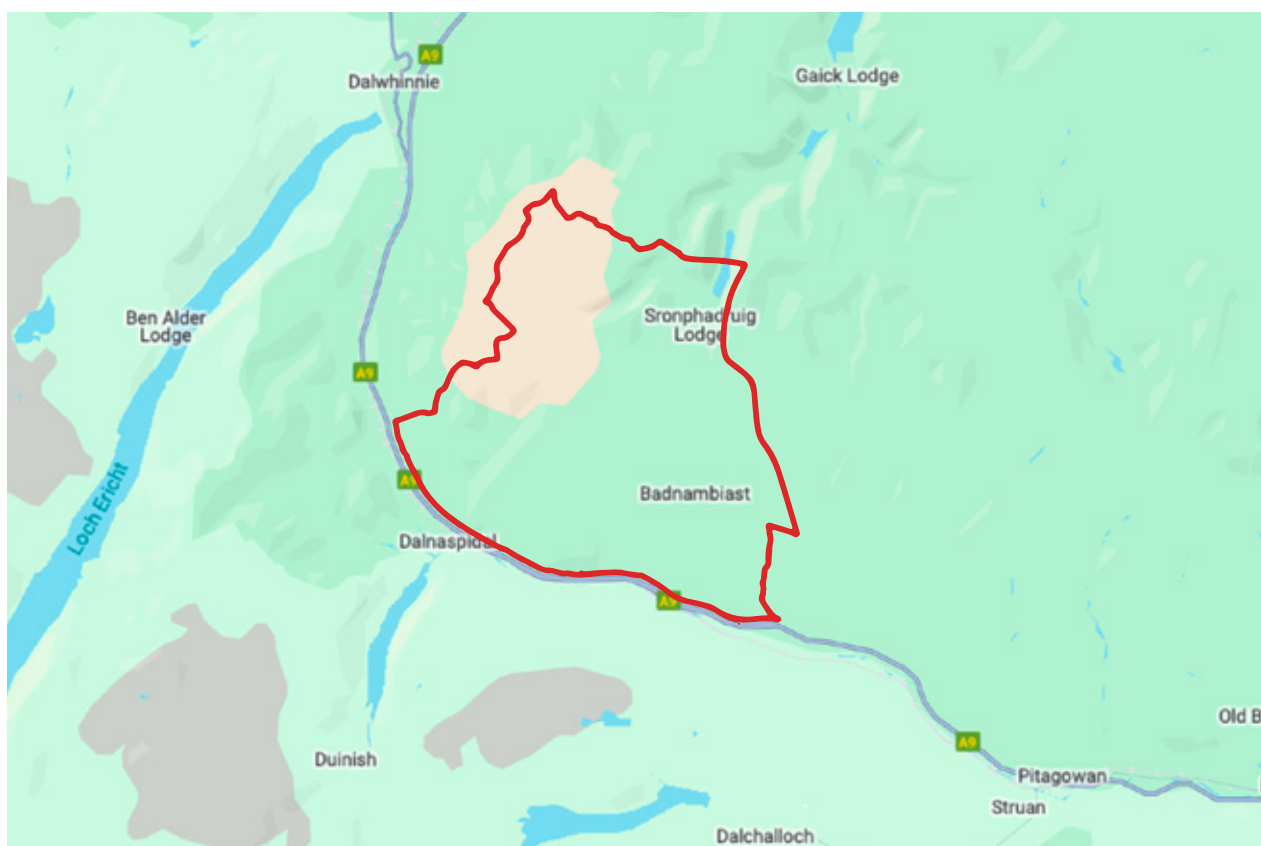 A9
Gaick Lodge
Dalwhinnie
Ben Alder
Lodge
Sronphadruig
Lodge
A9
Loch Ericht
A9
Badnambiast
Dalnaspidal
A9
Old B
A9
Duinish
Pitagowan
Struan
Dalchalloch